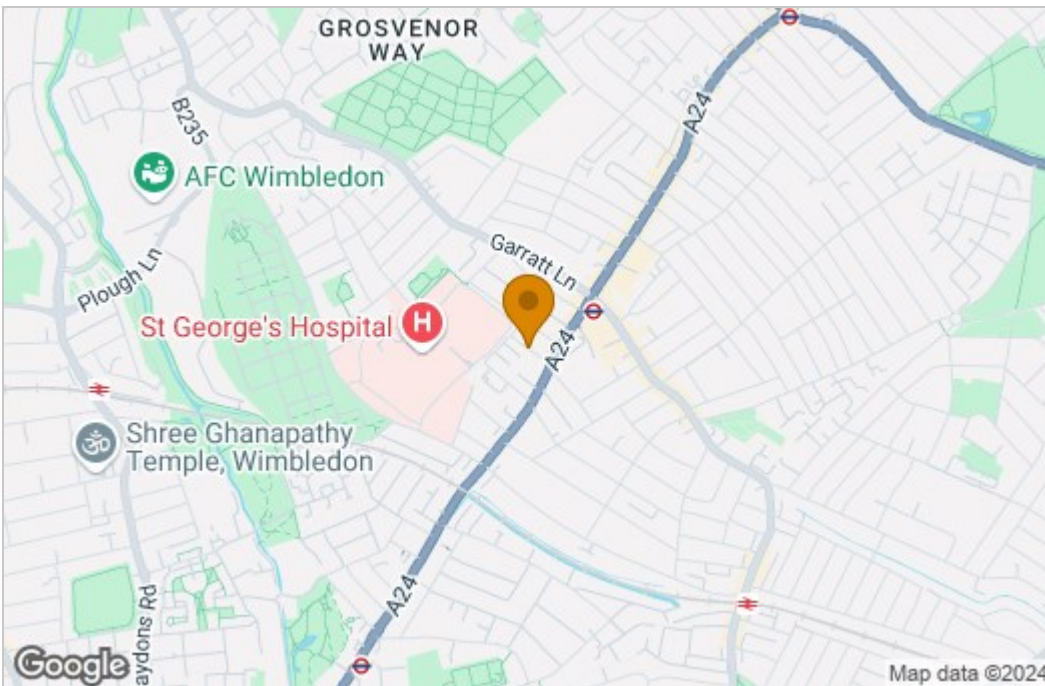 GROSVENOR
WAY
B235
A24
AFC Wimbledon
Garratt Ln
Plough Ln
St George's Hospital
H
A24
Shree Ghanapathy
Temple, Wimbledon
A24
aydons Rd
Google
Map data ©2024